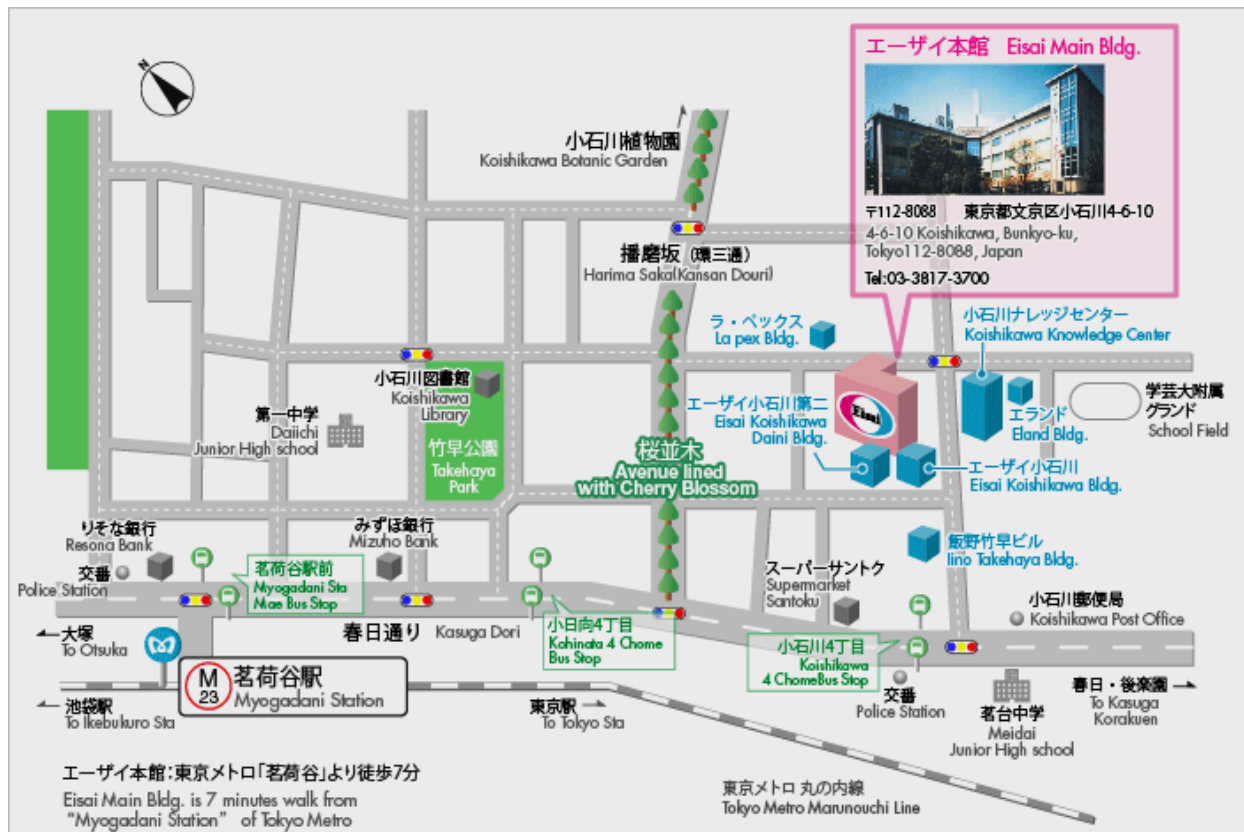 エーザイ本館 Eisai Main Bldg.
N
小石川植物園
Koishikawa Botanic Garden
〒112-8088 東京都文京区小石川4-6-10
4-6-10 Koishikawa, Bunkyo-ku,
Tokyo112-8088, Japan
Tel:03-3817-3700
播磨坂（環三通）
Harima Saka(Kansan Douri)
ラ・ペックス
La pex Bldg.
小石川ナレッジセンター
Koishikawa Knowledge Center
小石川図書館
Koishikawa
Library
第一中学
Daiichi
Junior High school
竹早公園
Takehaya
Park
エーザイ小石川第二
Eisai Koishikawa
Daini Bldg.
Eisai
エランド
Eland Bldg.
学芸大附属
グランド
School Field
桜並木
Avenue lined
with Cherry Blossom
エーザイ小石川
Eisai Koishikawa Bldg.
りそな銀行
Resona Bank
みずほ銀行
Mizuho Bank
交番
Police Station
茗荷谷駅前
Myogadani Sta
Mae Bus Stop
スーパーサントク
Supermarket
Santoku
飯野竹早ビル
Iino Takehaya Bldg.
小石川郵便局
Koishikawa Post Office
大塚
To Otsuka
春日通り Kasuga Dori
小日向4丁目
Kohinata 4 Chome
Bus Stop
小石川4丁目
Koishikawa
4 ChomeBus Stop
M
23
茗荷谷駅
Myogadani Station
交番
Police Station
茗台中学
Meidai
Junior High school
春日・後楽園
To Kasuga
Korakuen
池袋駅
To Ikebukuro Sta
東京駅
To Tokyo Sta
エーザイ本館:東京メトロ「茗荷谷」より徒歩7分
Eisai Main Bldg. is 7 minutes walk from
"Myogadani Station" of Tokyo Metro
東京メトロ 丸の内線
Tokyo Metro Marunouchi Line